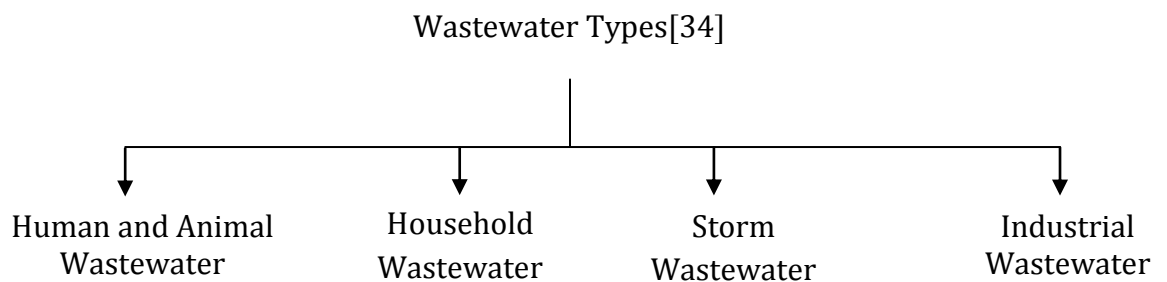 Wastewater Types[34]
Human and Animal
Wastewater
Household
Wastewater
Storm
Wastewater
Industrial
Wastewater